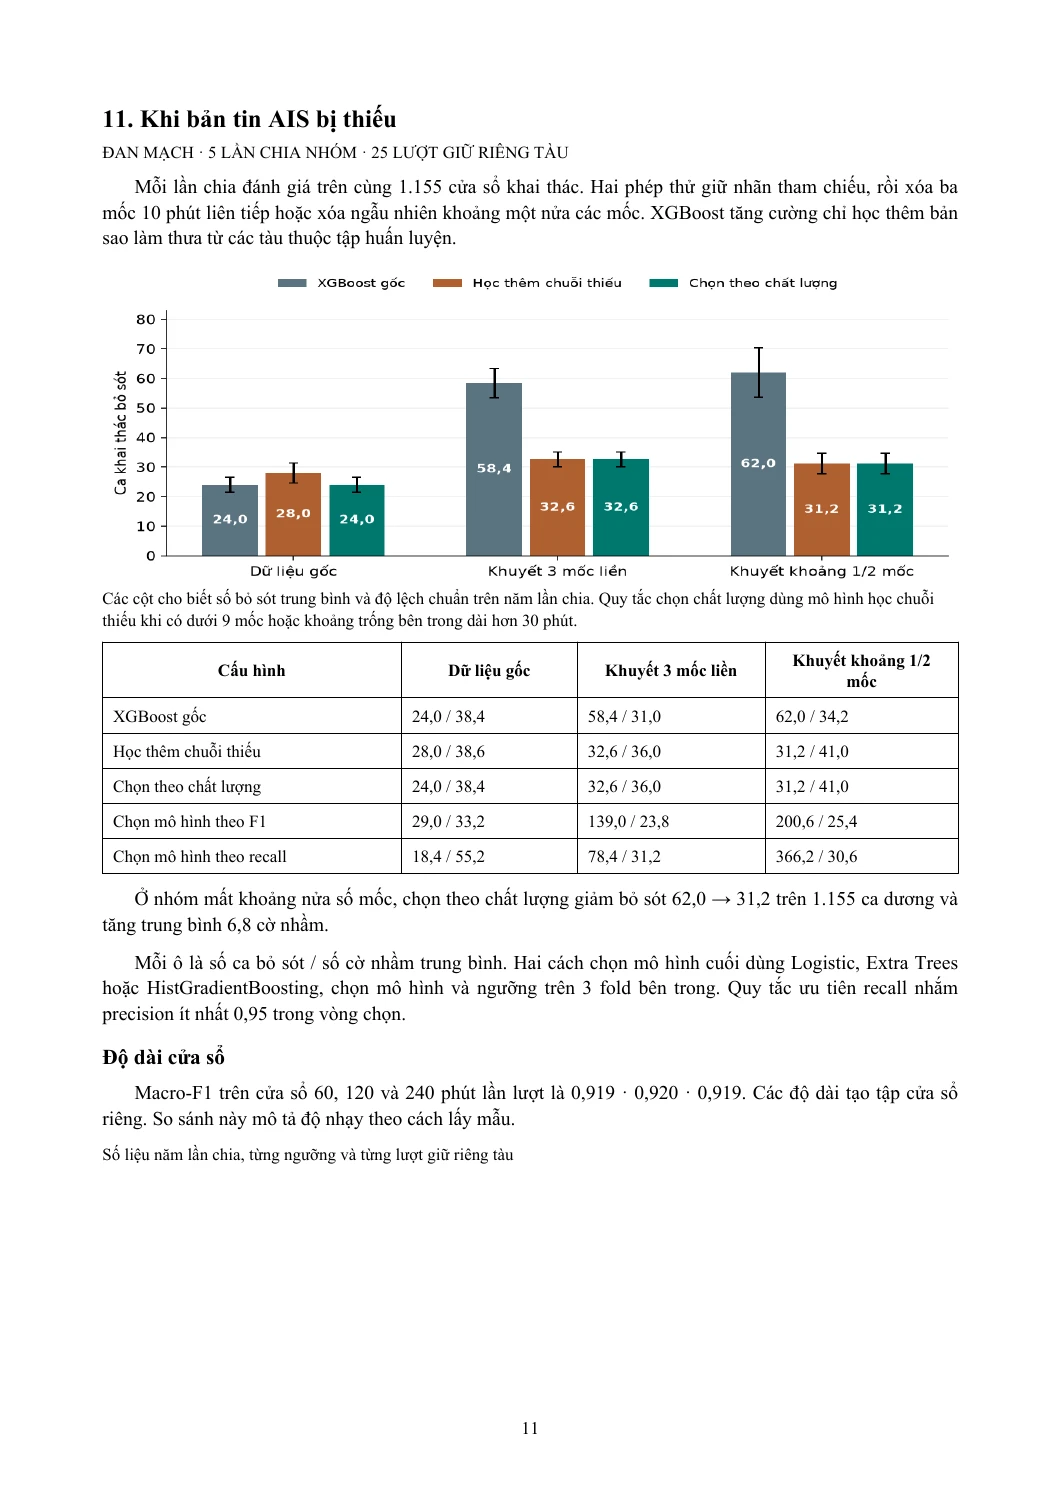 11. Khi bản tin AIS bị thiếu
ĐAN MẠCH · 5 LẦN CHIA NHÓM · 25 LƯỢT GIỮ RIÊNG TÀU
Mỗi lần chia đánh giá trên cùng 1.155 cửa sổ khai thác. Hai phép thử giữ nhãn tham chiếu, rồi xóa ba
mốc 10 phút liên tiếp hoặc xóa ngẫu nhiên khoảng một nửa các mốc. XGBoost tăng cường chỉ học thêm bản
sao làm thưa từ các tàu thuộc tập huấn luyện.
XGBoost gốc
Học thêm chuỗi thiếu
Chọn theo chất lượng
Ca khai thác bỏ sót
80
70
60
50
40
30
20
10
0
24,0
28,0
24,0
58,4
32,6
32,6
62,0
31,2
31,2
Dữ liệu gốc
Khuyết 3 mốc liền
Khuyết khoảng 1/2 mốc
Các cột cho biết số bỏ sót trung bình và độ lệch chuẩn trên năm lần chia. Quy tắc chọn chất lượng dùng mô hình học chuỗi
thiếu khi có dưới 9 mốc hoặc khoảng trống bên trong dài hơn 30 phút.
Cấu hình
Dữ liệu gốc
Khuyết 3 mốc liền
Khuyết khoảng 1/2
mốc
XGBoost gốc
24,0 / 38,4
58,4 / 31,0
62,0 / 34,2
Học thêm chuỗi thiếu
28,0 / 38,6
32,6 / 36,0
31,2 / 41,0
Chọn theo chất lượng
24,0 / 38,4
32,6 / 36,0
31,2 / 41,0
Chọn mô hình theo F1
29,0 / 33,2
139,0 / 23,8
200,6 / 25,4
Chọn mô hình theo recall
18,4 / 55,2
78,4 / 31,2
366,2 / 30,6
Ở nhóm mất khoảng nửa số mốc, chọn theo chất lượng giảm bỏ sót 62,0 → 31,2 trên 1.155 ca dương và
tăng trung bình 6,8 cờ nhầm.
Mỗi ô là số ca bỏ sót / số cờ nhầm trung bình. Hai cách chọn mô hình cuối dùng Logistic, Extra Trees
hoặc HistGradientBoosting, chọn mô hình và ngưỡng trên 3 fold bên trong. Quy tắc ưu tiên recall nhắm
precision ít nhất 0,95 trong vòng chọn.
Độ dài cửa sổ
Macro-F1 trên cửa sổ 60, 120 và 240 phút lần lượt là 0,919 · 0,920 · 0,919. Các độ dài tạo tập cửa sổ
riêng. So sánh này mô tả độ nhạy theo cách lấy mẫu.
Số liệu năm lần chia, từng ngưỡng và từng lượt giữ riêng tàu
11